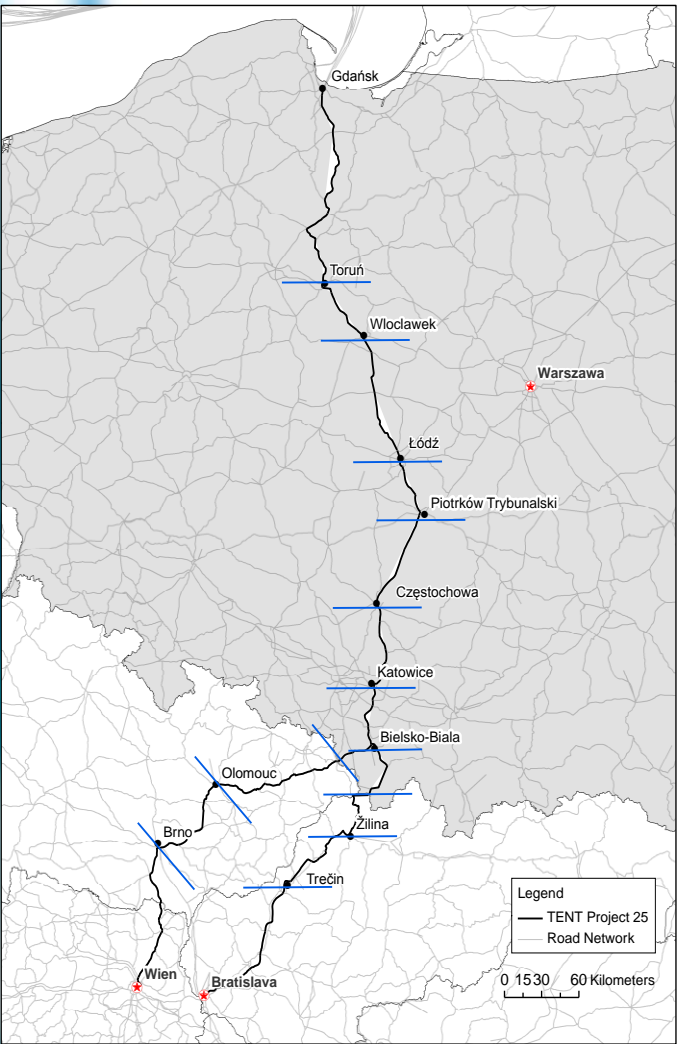 Gdańsk
Toruń
Wloclawek
Warszawa
Łódź
Piotrków Trybunalski
Częstochowa
Katowice
Bielsko-Biala
Olomouc
Žilina
Brno
Trečin
Legend
TENT Project 25
Road Network
Wien
Bratislava
0 15 30 60 Kilometers